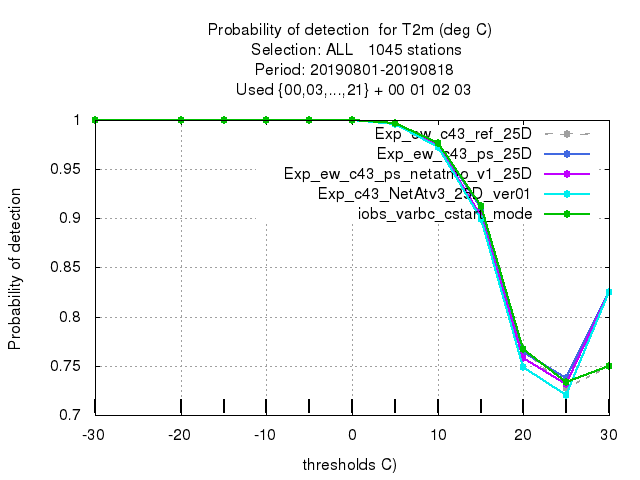 Probability of detection for T2m (deg C)
Selection: ALL 1045 stations
Period: 20190801-20190818
Used {00,03,...,21} + 00 01 02 03
Exp_ew_c43_ref_25D
Exp_ew_c43_ps_25D
Exp_ew_c43_ps_netatmo_v1_25D
Exp_c43_NetAtv3_25D_ver01
iobs_varbc_cstart_mode
Probability of detection
1
0.95
0.9
0.85
0.8
0.75
0.7
-30 -20 -10 0 10 20 30
thresholds C)